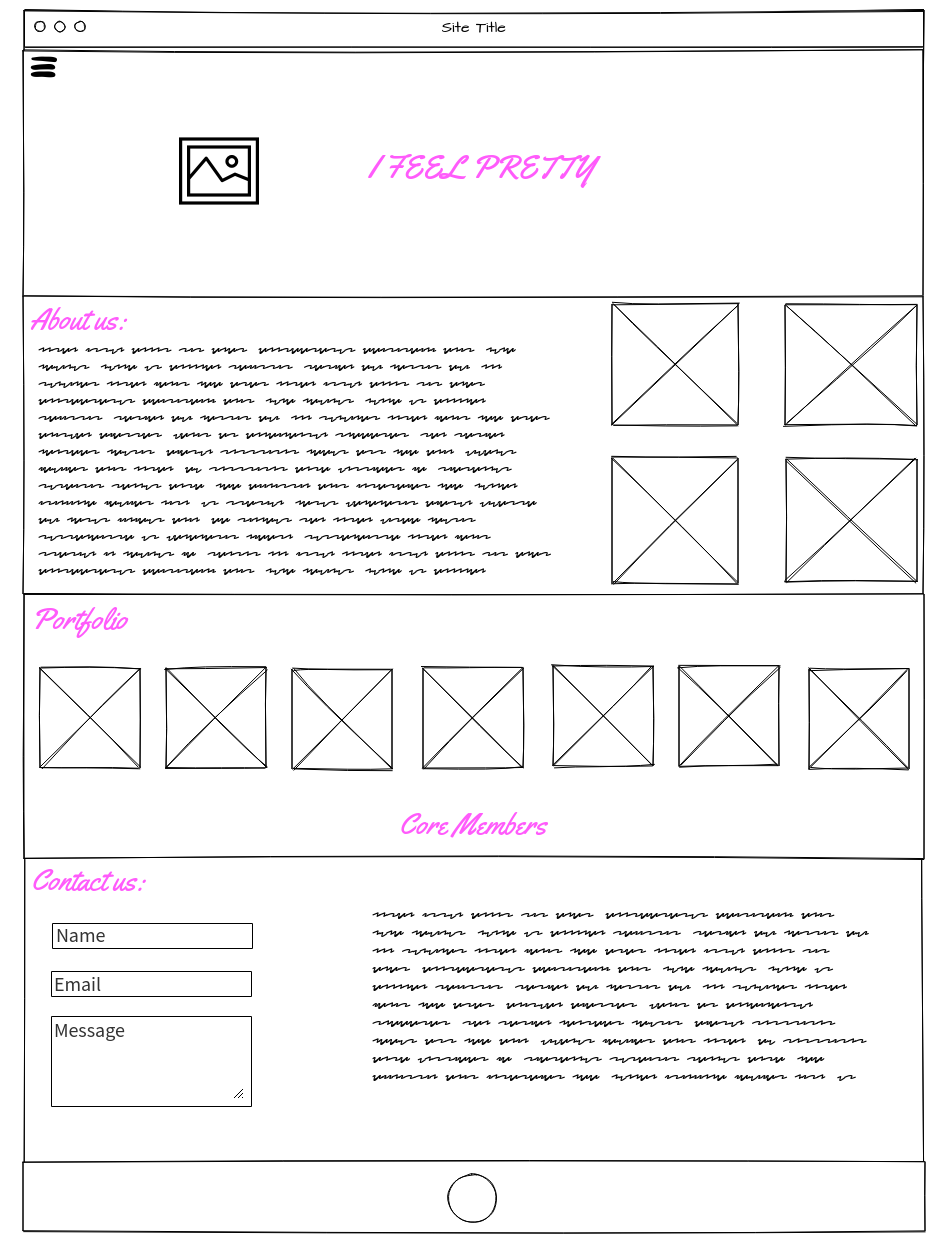 Site Title
I FEEL PRETTY
About us:
Portfolio
Core Members
Contact us:
Name
Email
Message